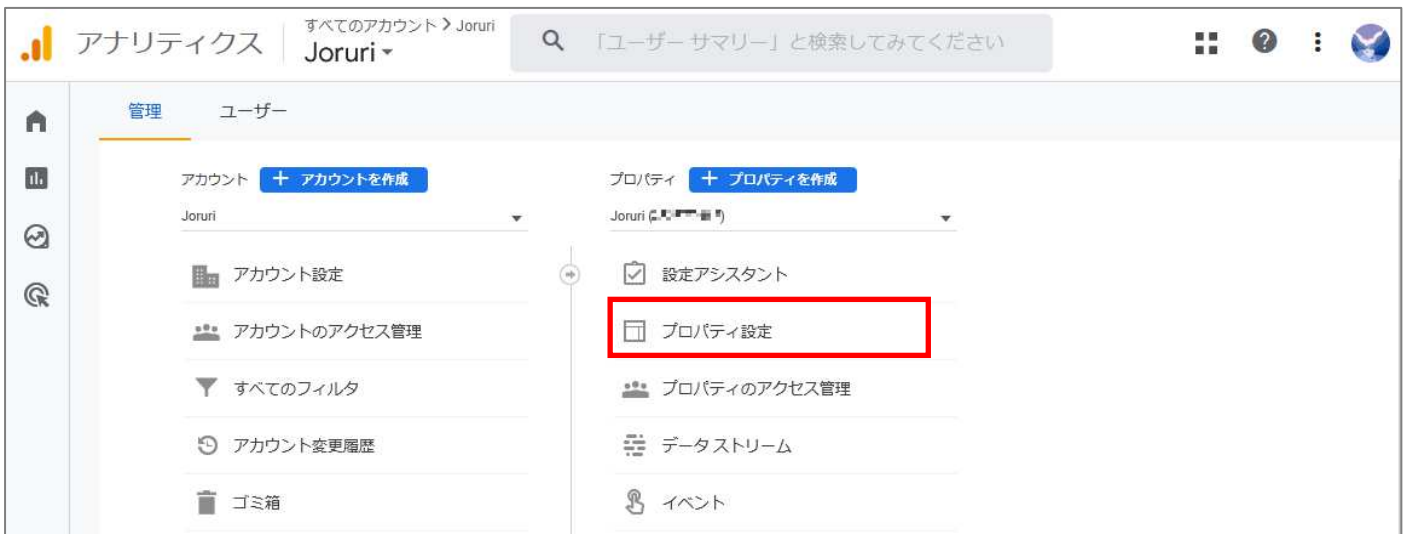 アナリティクス
すべてのアカウント > Joruri
Joruri
「ユーザー サマリー」と検索してみてください
管理 ユーザー
アカウント + アカウントを作成
Joruri
アカウント設定
アカウントのアクセス管理
すべてのフィルタ
アカウント変更履歴
ゴミ箱
プロパティ + プロパティを作成
Joruri ( )
設定アシスタント
プロパティ設定
プロパティのアクセス管理
データ ストリーム
イベント